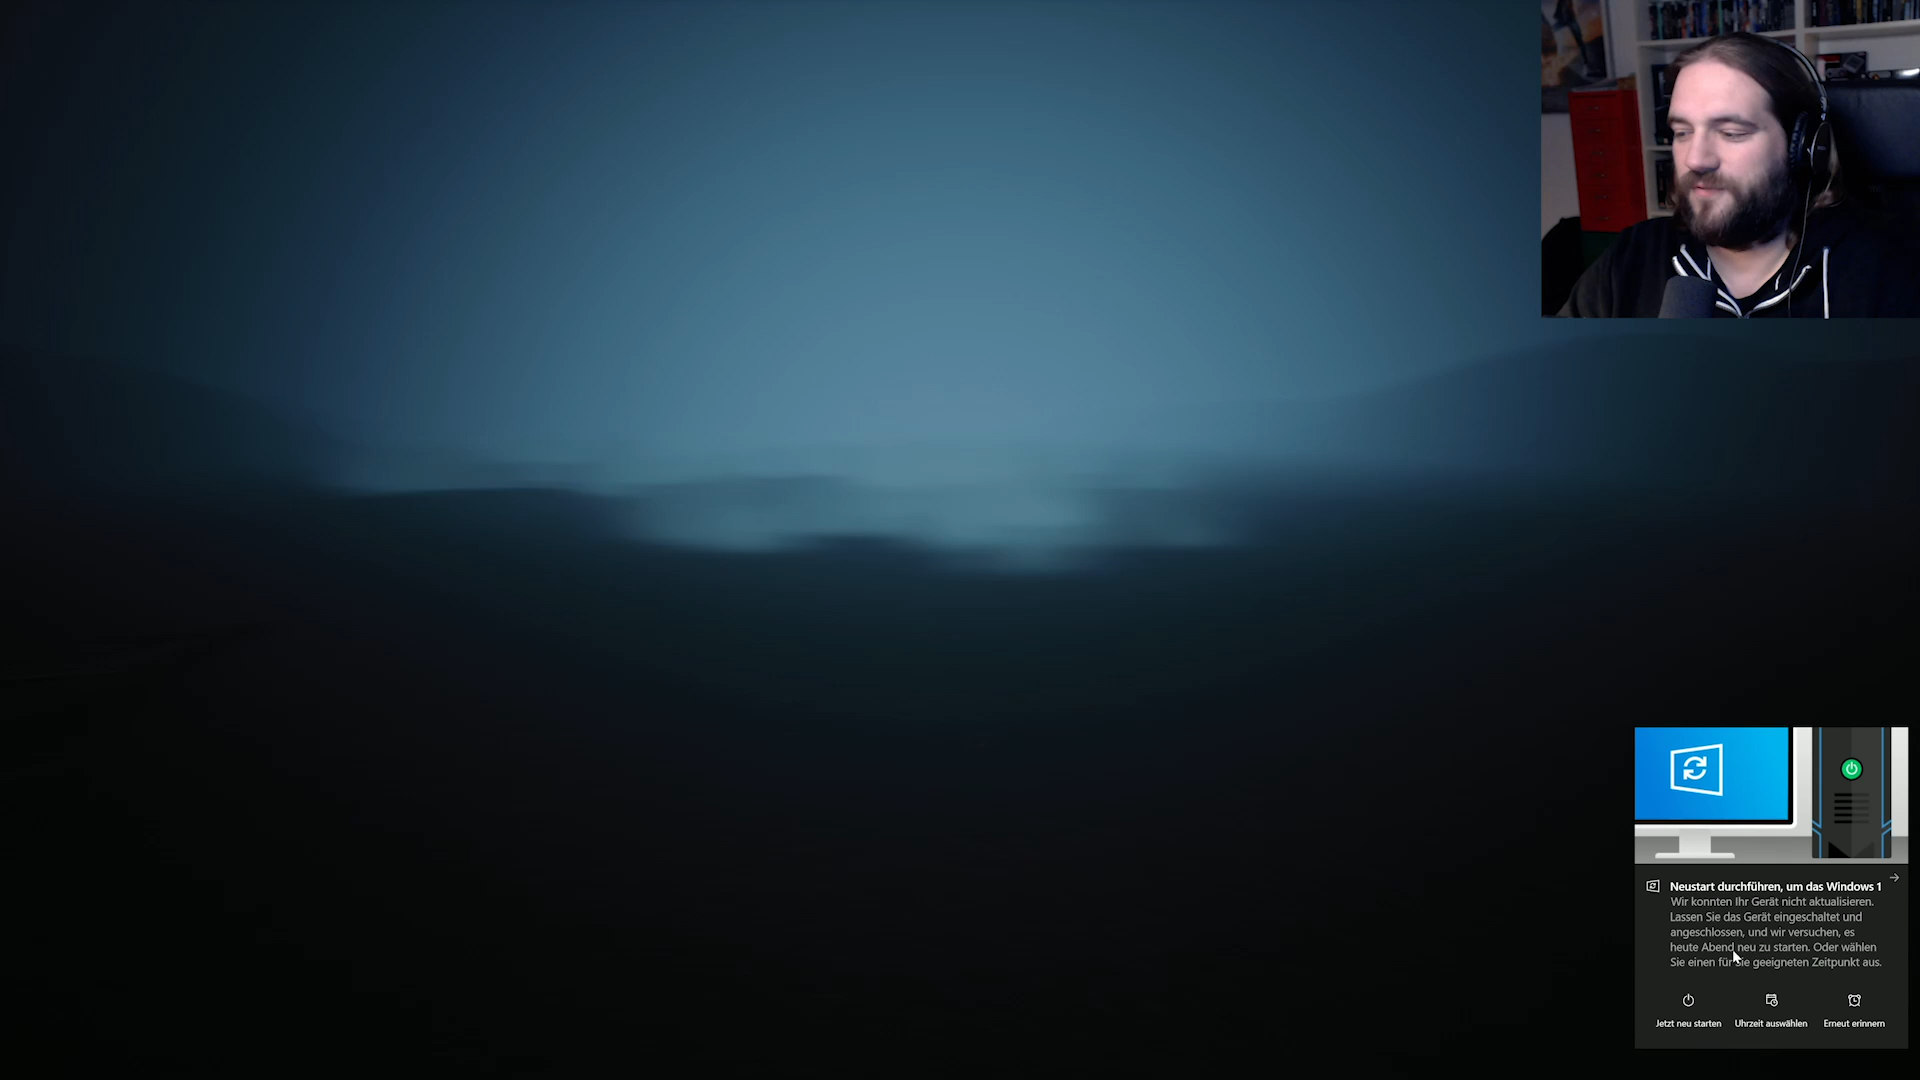 Neustart durchführen, um das Windows 1
Wir konnten Ihr Gerät nicht aktualisieren.
Lassen Sie das Gerät eingeschaltet und
angeschlossen, und wir versuchen, es
heute Abend neu zu starten. Oder wählen
Sie einen für Sie geeigneten Zeitpunkt aus.
Jetzt neu starten
Uhrzeit auswählen
Erneut erinnern